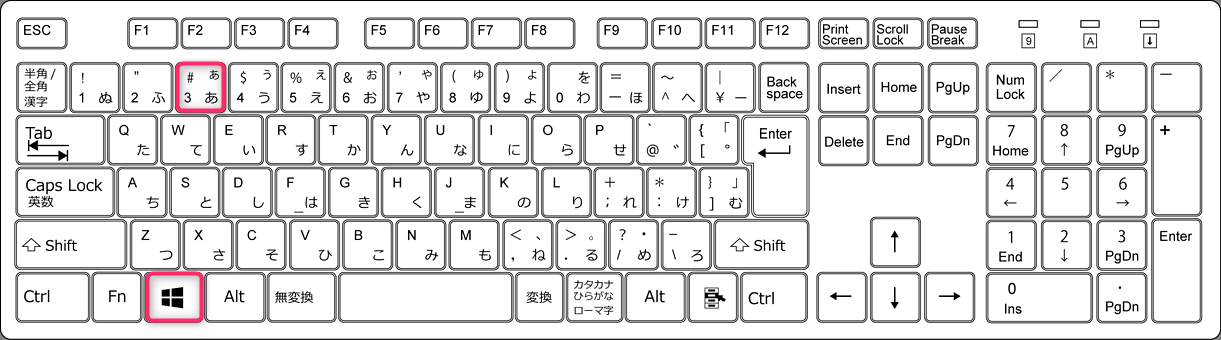 ESC F1 F2 F3 F4 F5 F6 F7 F8 F9 F10 F11 F12 Print Screen Scroll Lock Pause Break 9 A ↓
半角/全角 漢字 ! 1 ぬ " 2 ふ # ぁ 3 あ $ ぅ 4 う % ぇ 5 え & ぉ 6 お ' ゃ 7 や ( ゅ 8 ゆ ) ょ 9 よ を 0 わ = ー ほ ~ ^ へ | ¥ ー Back space Insert Home PgUp Num Lock / * ー
Tab Q た W て E い R す T か Y ん U な I に O ら P せ ` @ ゛ { 「 [ ゜ Enter Delete End PgDn 7 Home 8 ↑ 9 PgUp +
Caps Lock 英数 A ち S と D し F _は G き H く J _ま K の L り + ; れ * : け } 」 ] む 4 ← 5 6 →
Shift Z つ X さ C そ V ひ B こ N み M も < 、 , ね > 。 . る ? ・ / め _ \ ろ Shift ↑ 1 End 2 ↓ 3 PgDn Enter
Ctrl Fn Alt 無変換 変換 カタカナ ひらがな ローマ字 Alt Ctrl ← ↓ → 0 Ins . PgDn